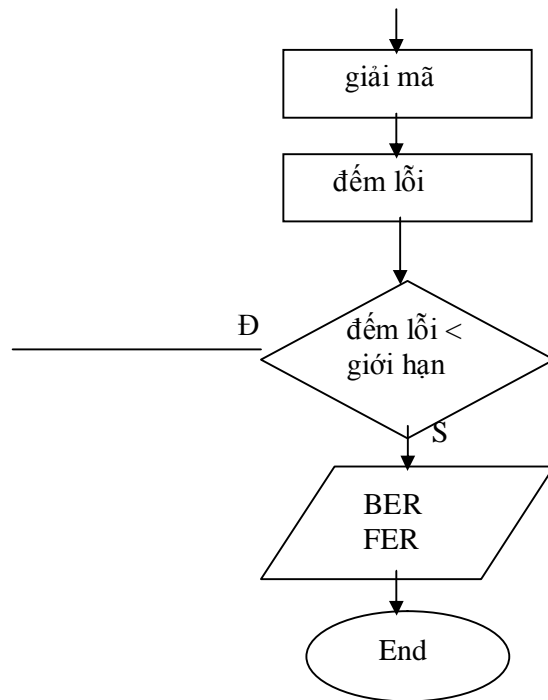 giải mã
đếm lỗi
Đ
đếm lỗi <
giới hạn
S
BER
FER
End